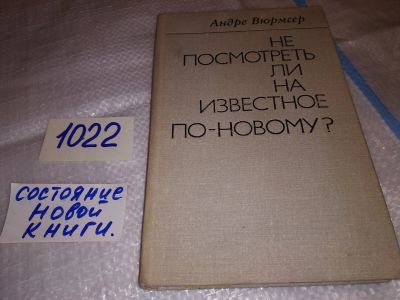 Андре Вюрмсер
НЕ
ПОСМОТРЕТЬ
ЛИ
НА
ИЗВЕСТНОЕ
ПО-НОВОМУ?
1022
состояние
новой
книги.